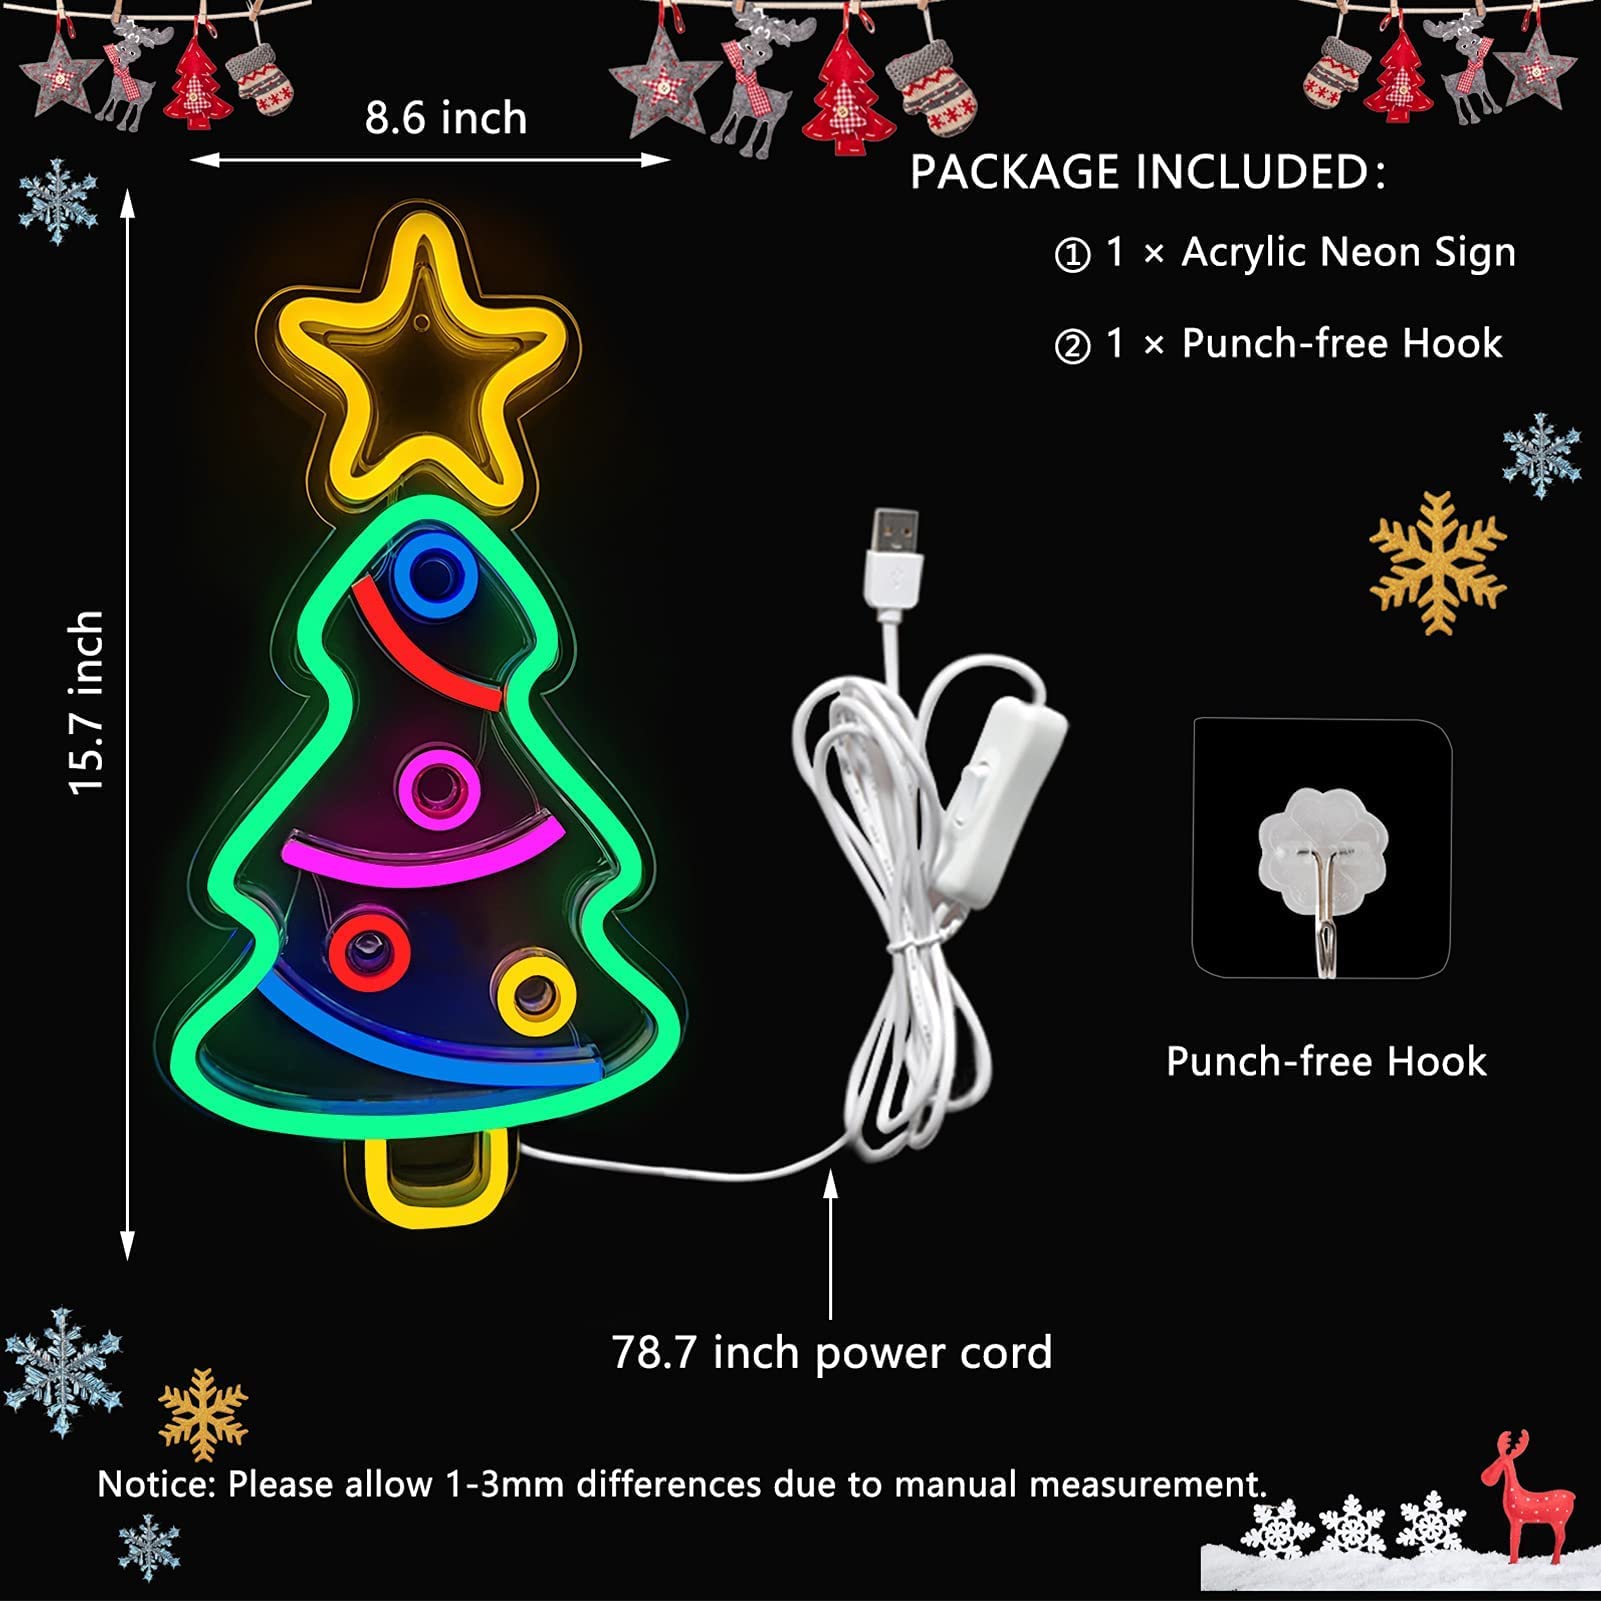 8.6 inch
PACKAGE INCLUDED:
① 1 × Acrylic Neon Sign
② 1 × Punch-free Hook
15.7 inch
Punch-free Hook
78.7 inch power cord
Notice: Please allow 1-3mm differences due to manual measurement.